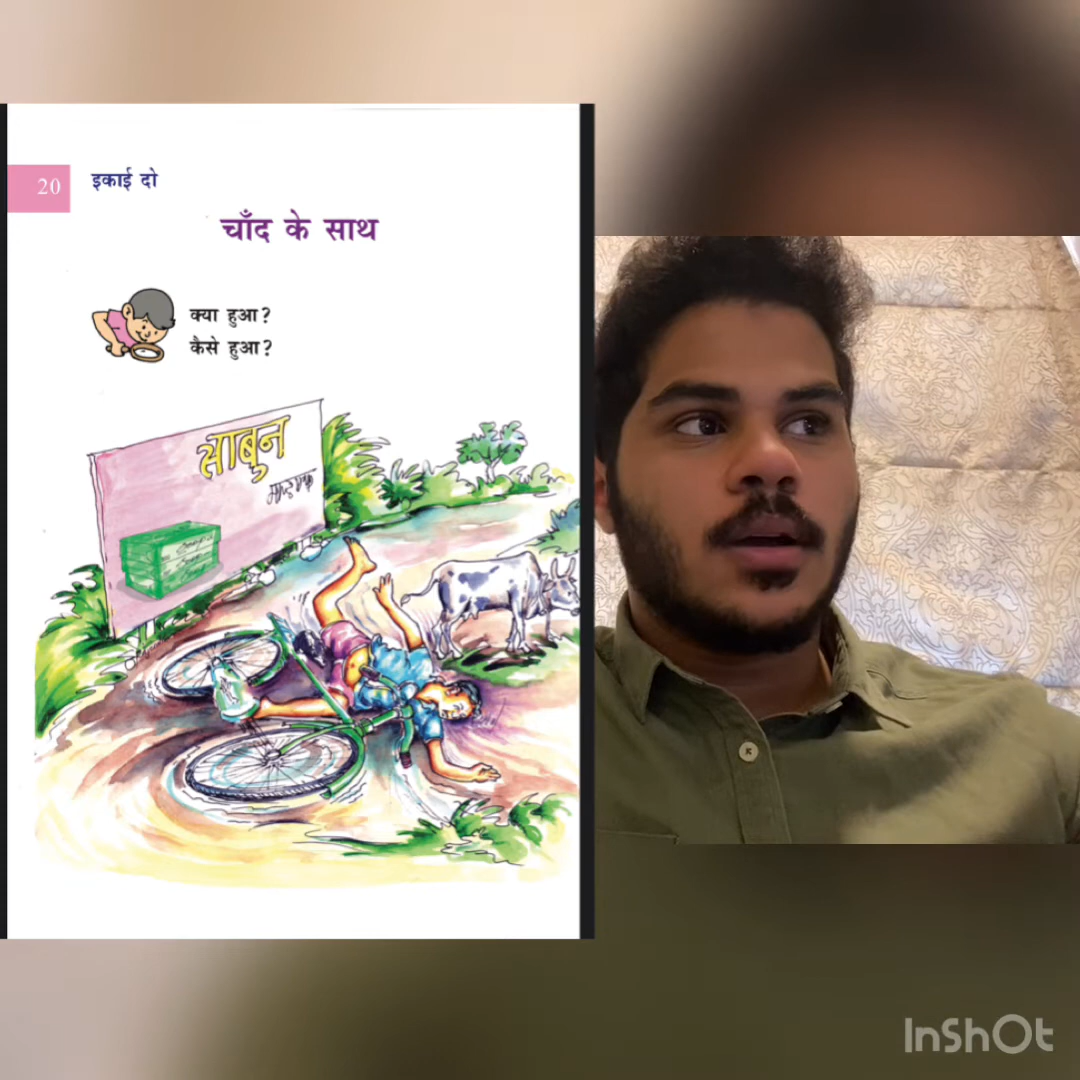 20
इकाई दो
चाँद के साथ
क्या हुआ?
कैसे हुआ?
साबुन
InShOt